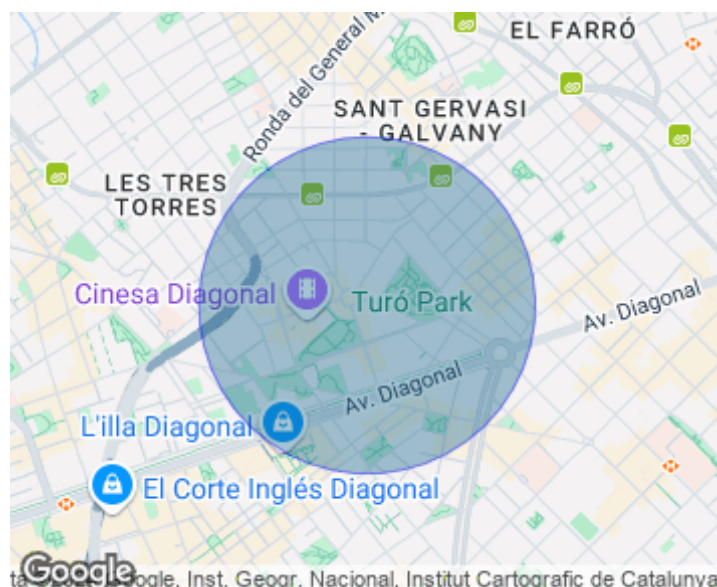 EL FARRÓ
Ronda del General M
SANT GERVASI
- GALVANY
LES TRES
TORRES
Cinesa Diagonal
Turó Park
Av. Diagonal
Av. Diagonal
L'illa Diagonal
El Corte Inglés Diagonal
Google
ogle, Inst. Geogr. Nacional, Institut Cartografic de Catalunya